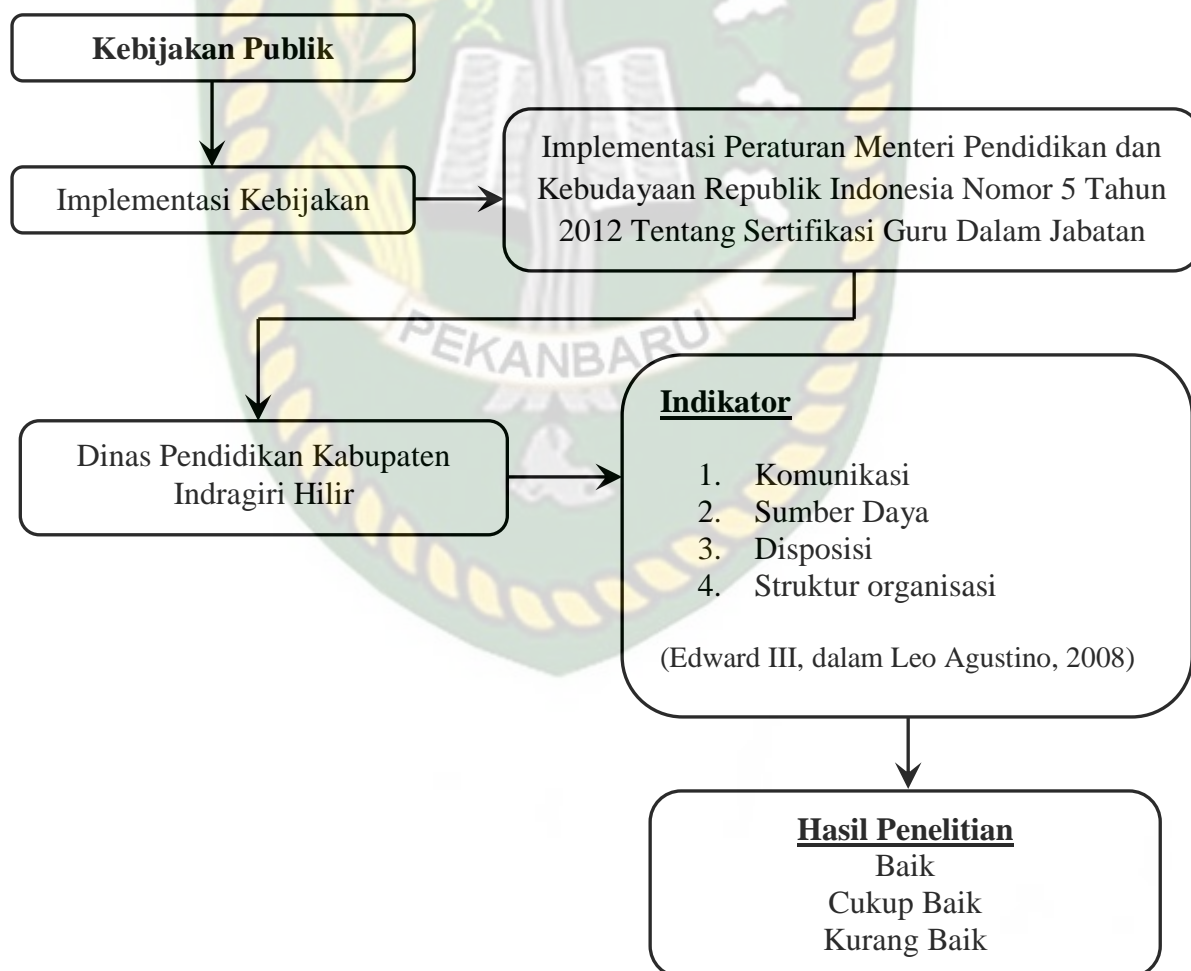 Kebijakan Publik
Implementasi Kebijakan
Implementasi Peraturan Menteri Pendidikan dan
Kebudayaan Republik Indonesia Nomor 5 Tahun
2012 Tentang Sertifikasi Guru Dalam Jabatan
PEKANBARU
Dinas Pendidikan Kabupaten
Indragiri Hilir
Indikator
1. Komunikasi
2. Sumber Daya
3. Disposisi
4. Struktur organisasi
(Edward III, dalam Leo Agustino, 2008)
Hasil Penelitian
Baik
Cukup Baik
Kurang Baik